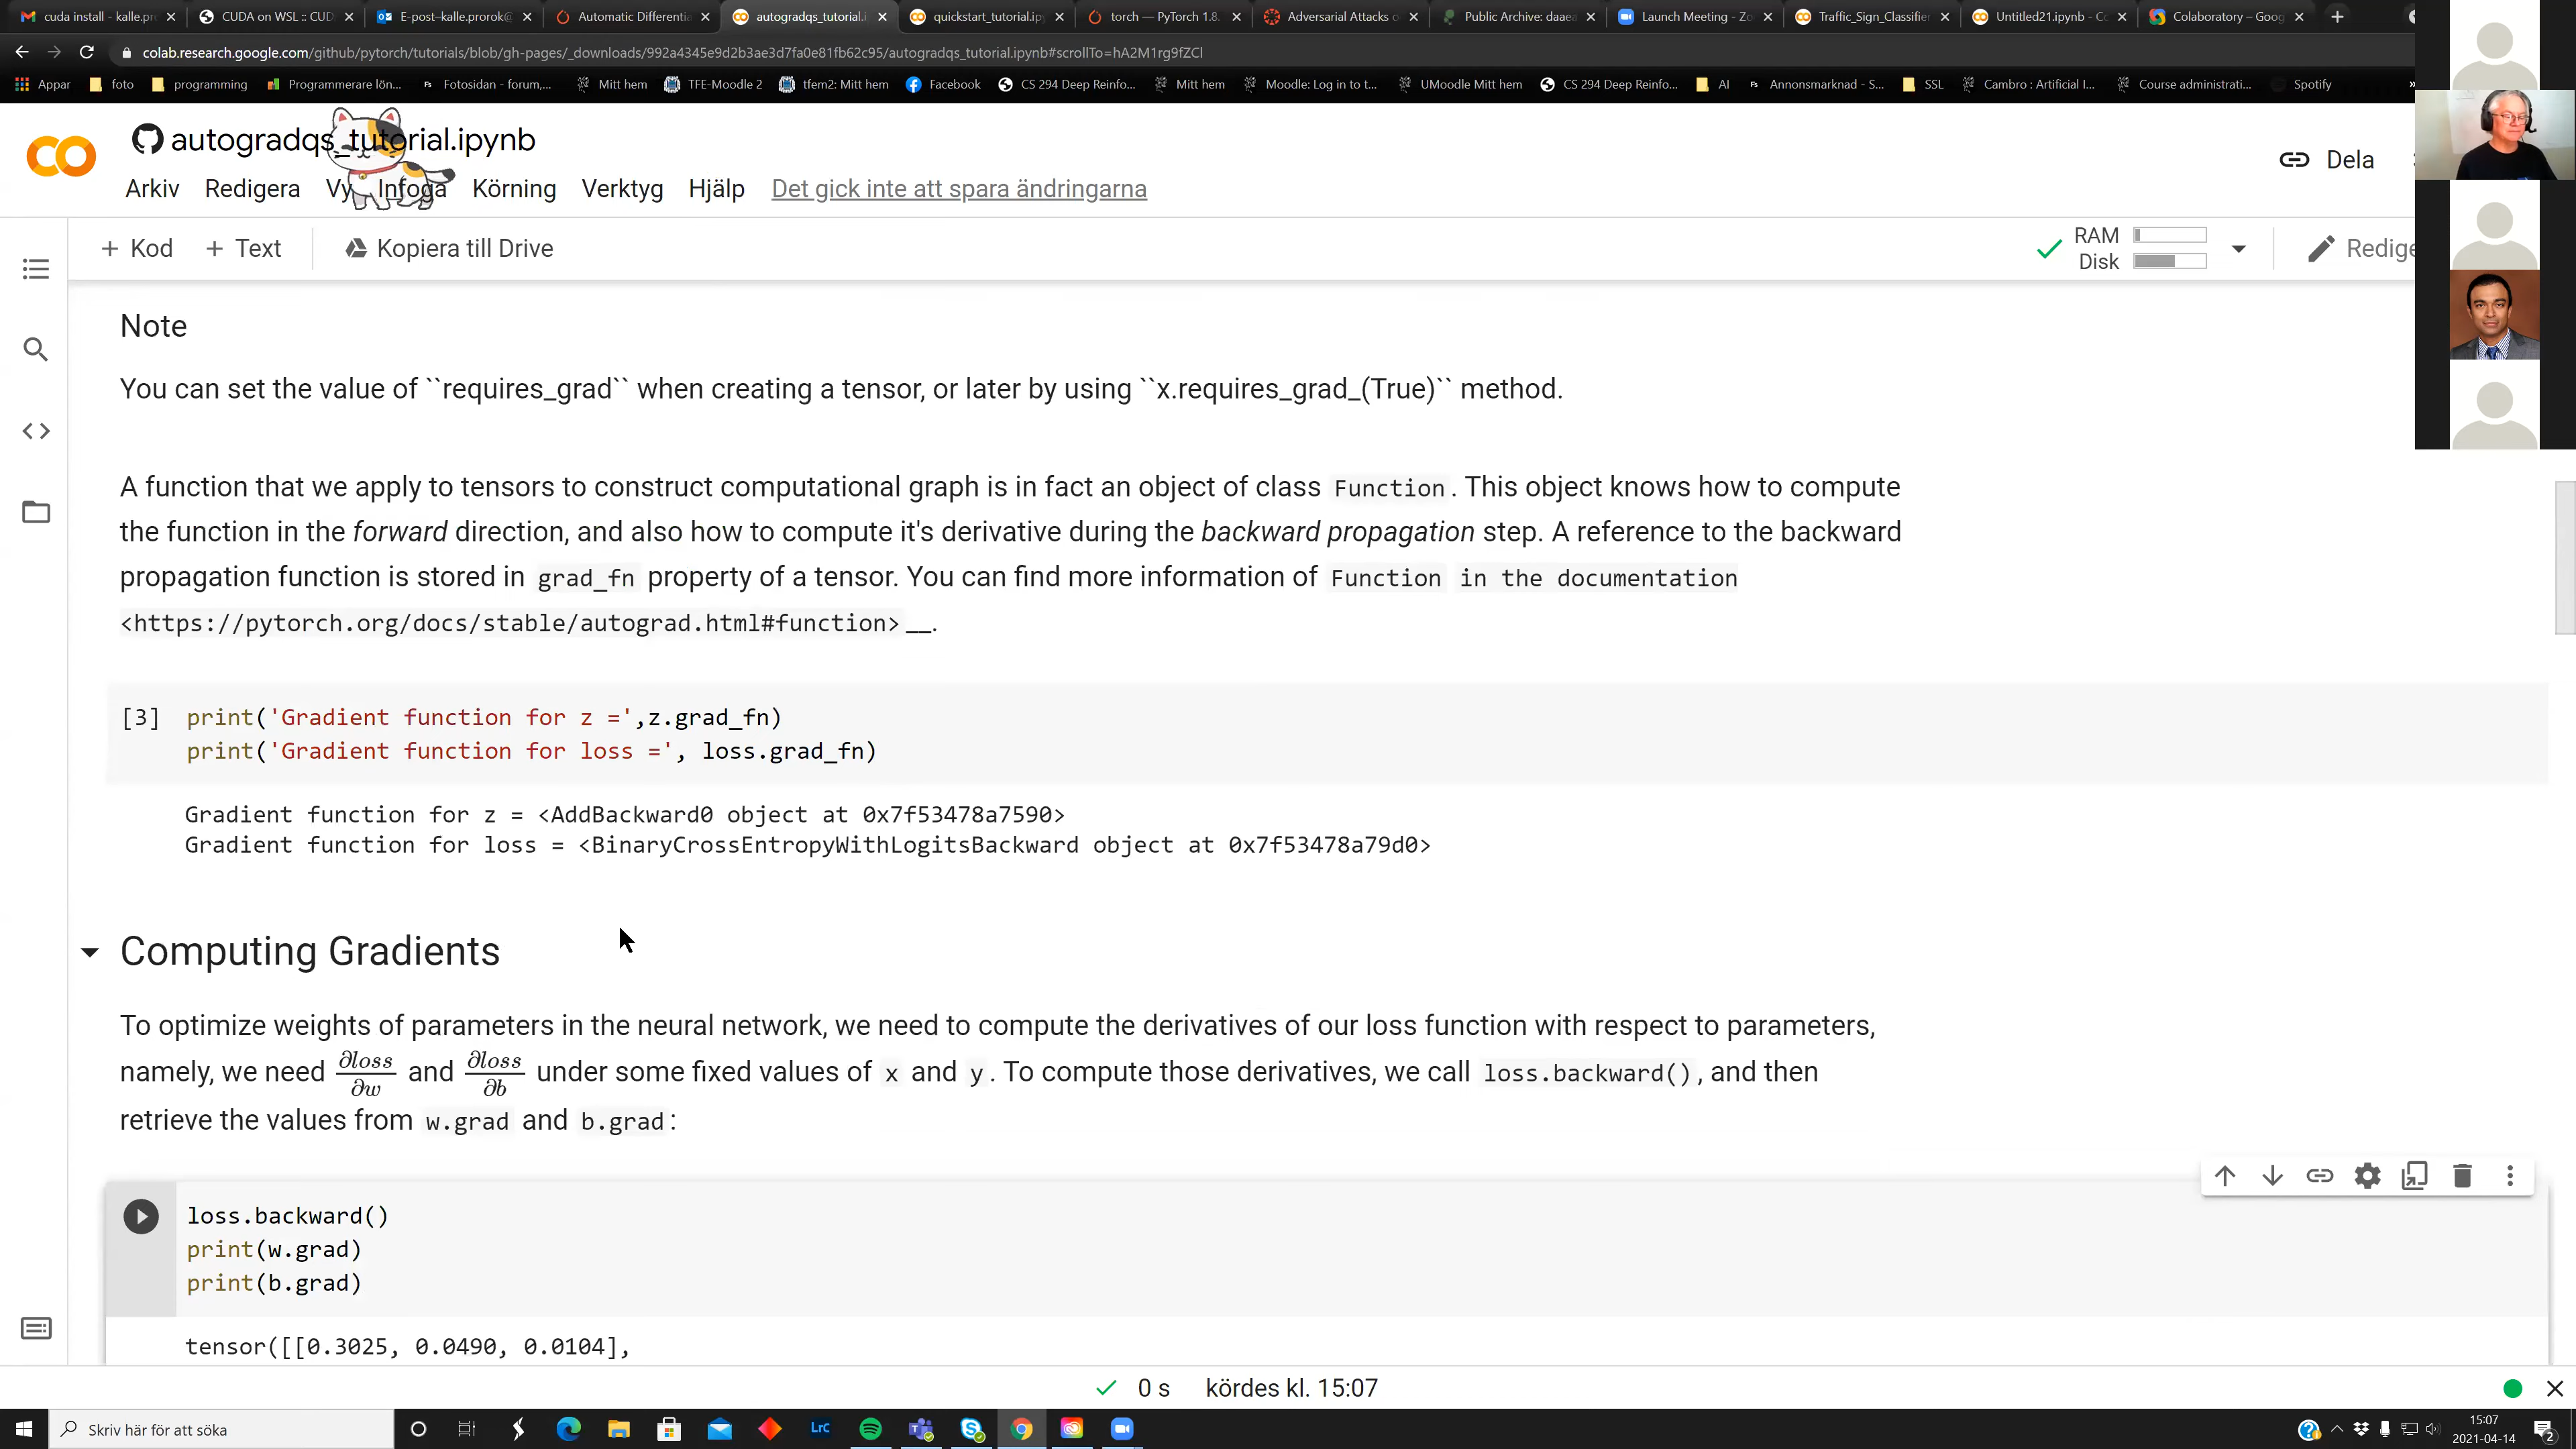 cuda install - kalle.pr CUDA on WSL :: CUD E-post–kalle.prorok@ Automatic Differentia autogradqs_tutorial.i quickstart_tutorial.ip torch — PyTorch 1.8. Adversarial Attacks o Public Archive: daaea Launch Meeting - Zo Traffic_Sign_Classifier Untitled21.ipynb - Co Colaboratory – Goog
colab.research.google.com/github/pytorch/tutorials/blob/gh-pages/_downloads/992a4345e9d2b3ae3d7fa0e81fb62c95/autogradqs_tutorial.ipynb#scrollTo=hA2M1rg9fZCl
Appar foto programming Programmerare lön... Fs Fotosidan - forum,... Mitt hem TFE-Moodle 2 tfem2: Mitt hem Facebook CS 294 Deep Reinfo... Mitt hem Moodle: Log in to t... UMoodle Mitt hem CS 294 Deep Reinfo... AI Fs Annonsmarknad - S... SSL Cambro : Artificial I... Course administrati... Spotify »
autogradqs_tutorial.ipynb
Arkiv Redigera Vy Infoga Körning Verktyg Hjälp Det gick inte att spara ändringarna
Dela
+ Kod + Text Kopiera till Drive
RAM
Disk
Redige
Note
You can set the value of ``requires_grad`` when creating a tensor, or later by using ``x.requires_grad_(True)`` method.
A function that we apply to tensors to construct computational graph is in fact an object of class Function. This object knows how to compute
the function in the forward direction, and also how to compute it's derivative during the backward propagation step. A reference to the backward
propagation function is stored in grad_fn property of a tensor. You can find more information of Function in the documentation
<https://pytorch.org/docs/stable/autograd.html#function>__.
[3] print('Gradient function for z =',z.grad_fn)
print('Gradient function for loss =', loss.grad_fn)
Gradient function for z = <AddBackward0 object at 0x7f53478a7590>
Gradient function for loss = <BinaryCrossEntropyWithLogitsBackward object at 0x7f53478a79d0>
Computing Gradients
To optimize weights of parameters in the neural network, we need to compute the derivatives of our loss function with respect to parameters,
namely, we need ∂loss/∂w and ∂loss/∂b under some fixed values of x and y. To compute those derivatives, we call loss.backward(), and then
retrieve the values from w.grad and b.grad:
loss.backward()
print(w.grad)
print(b.grad)
tensor([[0.3025, 0.0490, 0.0104],
0 s kördes kl. 15:07
Skriv här för att söka
LrC
15:07
2021-04-14
2